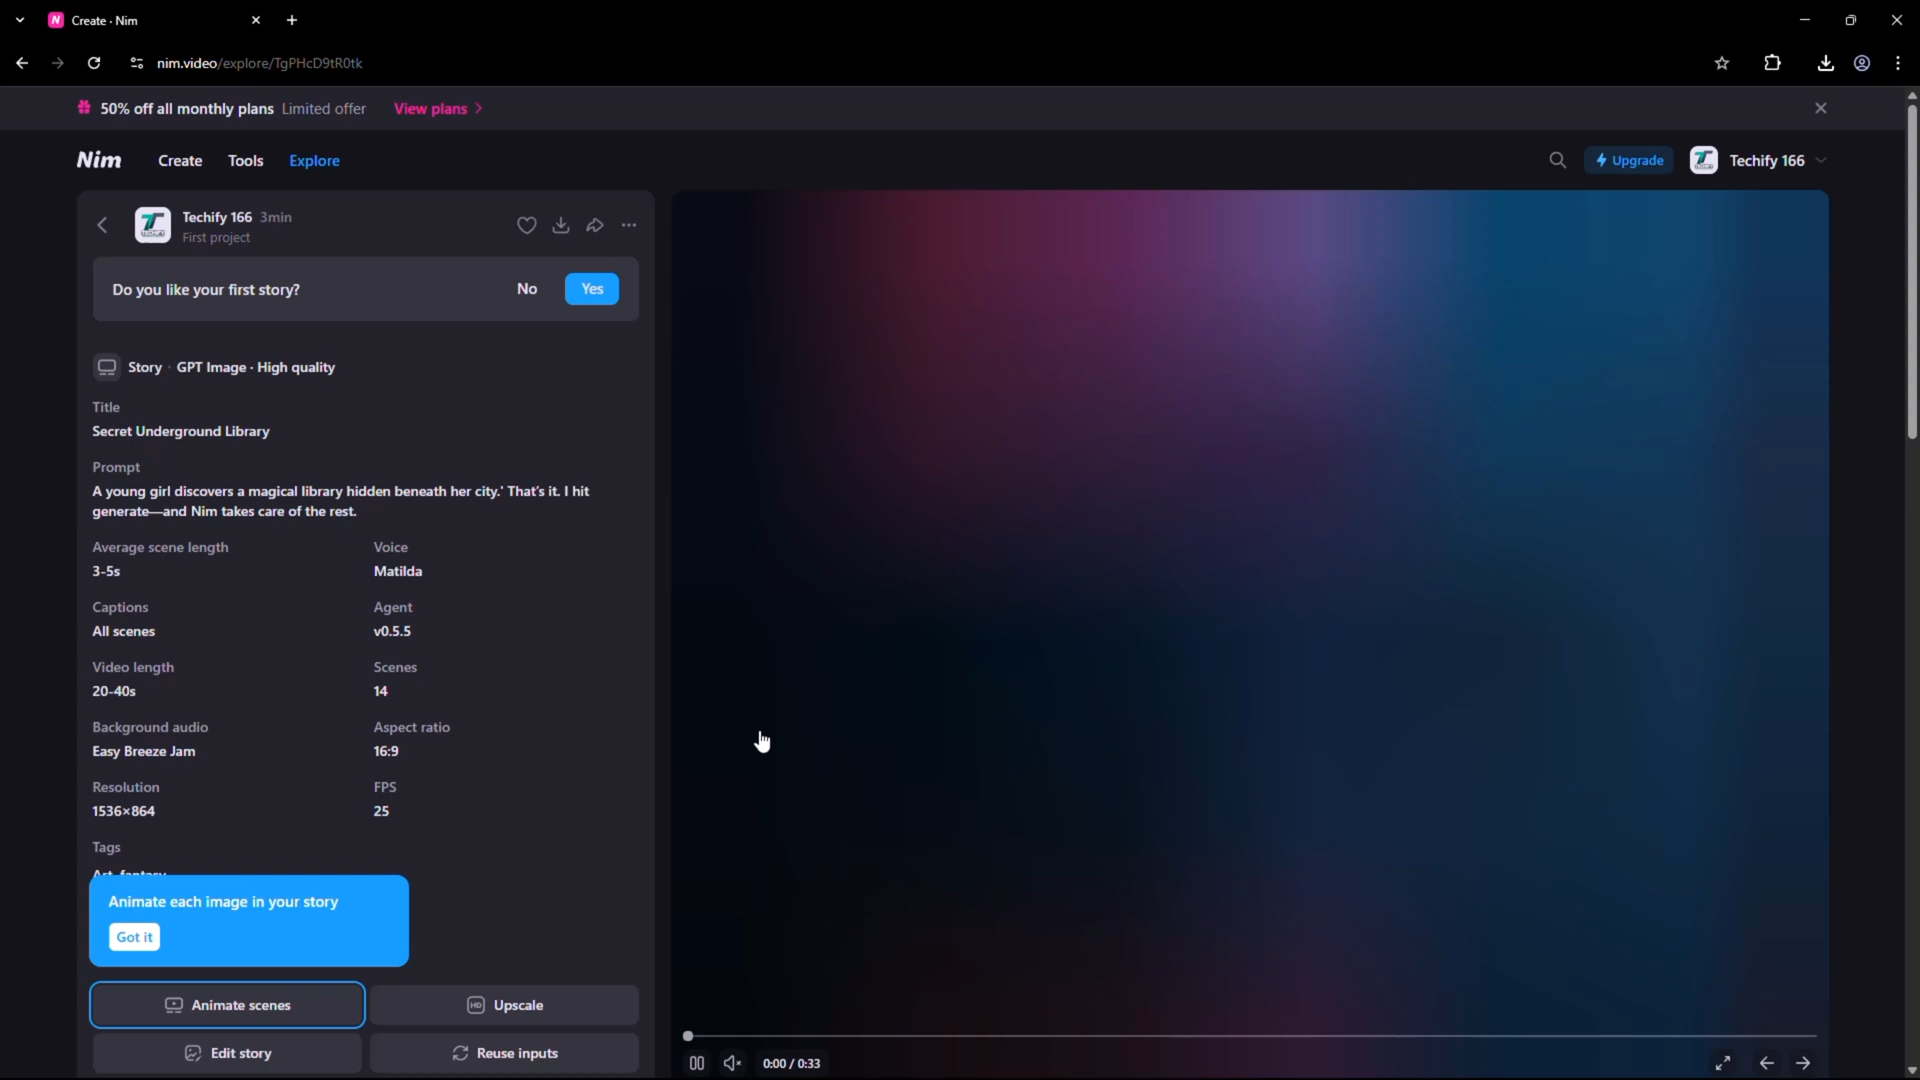 Create · Nim
nim.video/explore/TgPHcD9tR0tk
50% off all monthly plans Limited offer View plans
Nim Create Tools Explore
Upgrade Techify 166
Techify 166 3min
First project
Do you like your first story? No Yes
Story · GPT Image · High quality
Title
Secret Underground Library
Prompt
A young girl discovers a magical library hidden beneath her city.' That's it. I hit
generate—and Nim takes care of the rest.
Average scene length Voice
3-5s Matilda
Captions Agent
All scenes v0.5.5
Video length Scenes
20-40s 14
Background audio Aspect ratio
Easy Breeze Jam 16:9
Resolution FPS
1536×864 25
Tags
Art, fantasy
Animate each image in your story
Got it
Animate scenes HD Upscale
Edit story Reuse inputs
0:00 / 0:33